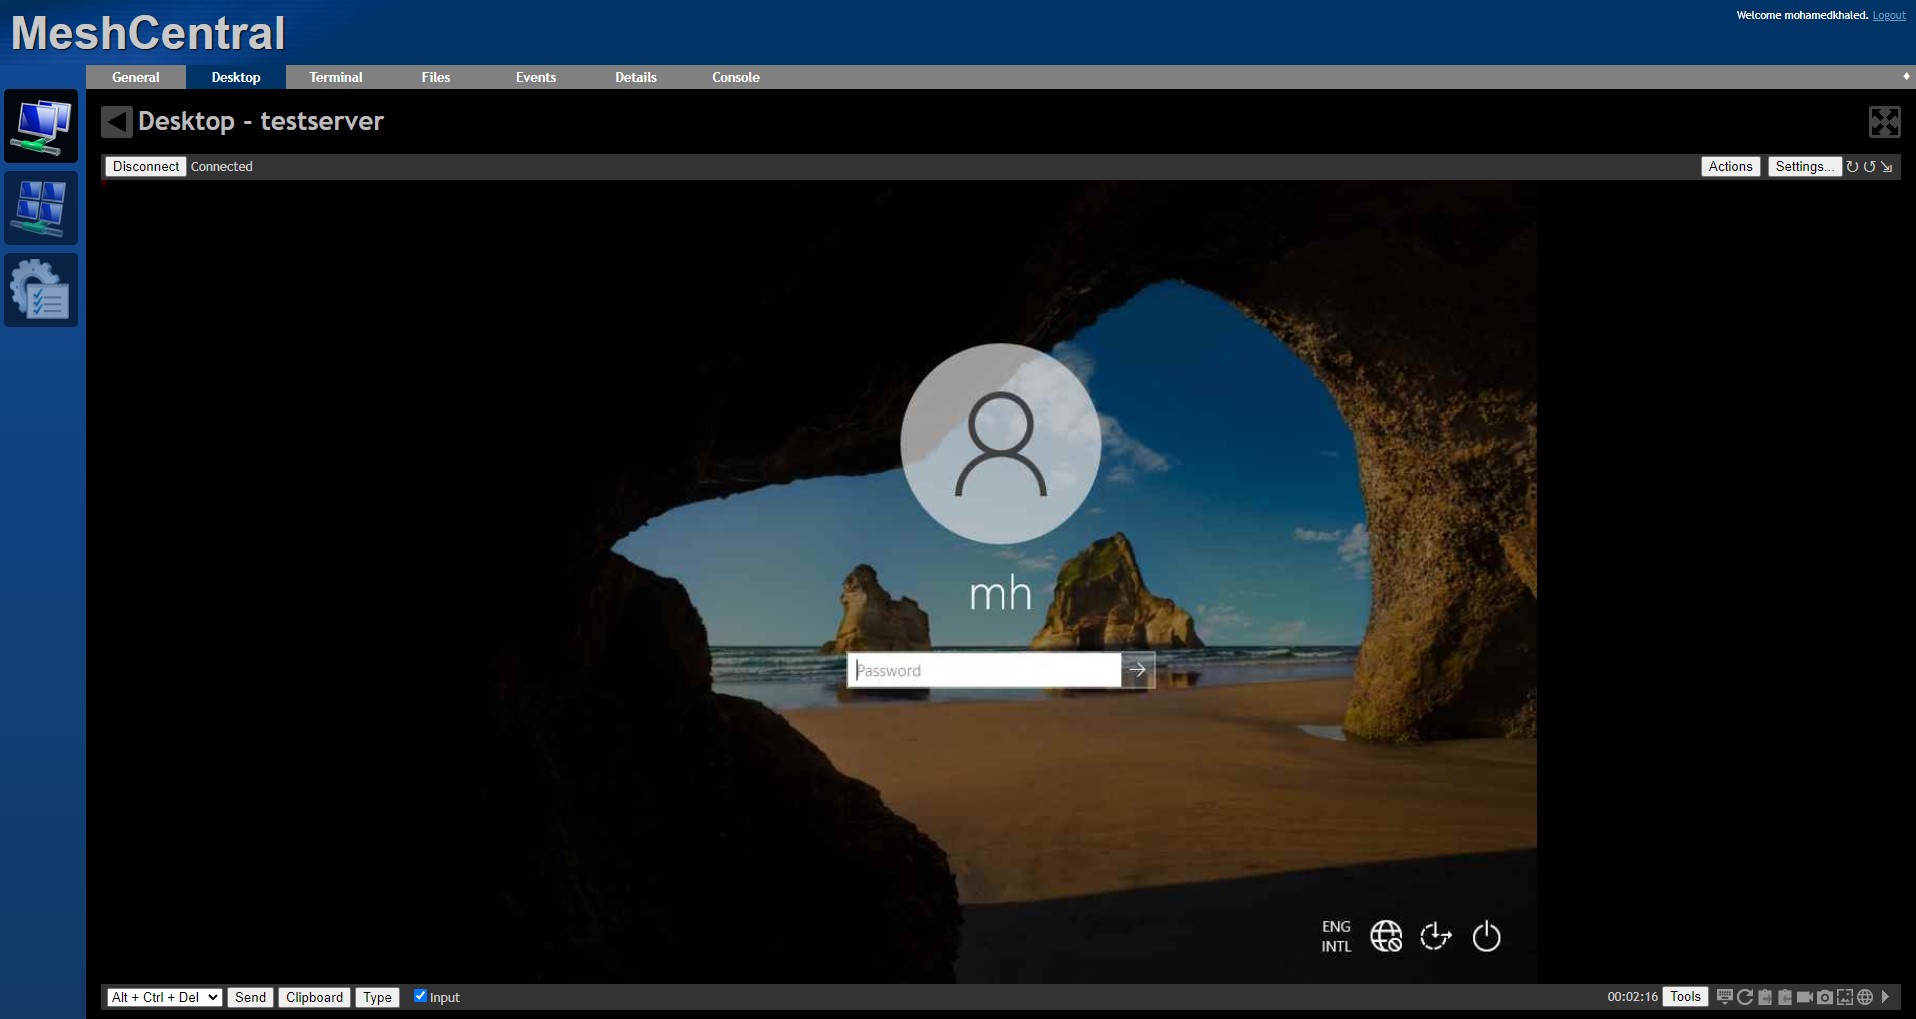 MeshCentral
Welcome mohamedkhaled. Logout
General Desktop Terminal Files Events Details Console
Desktop - testserver
Disconnect Connected Actions Settings...
mh
Password
ENG
INTL
Alt + Ctrl + Del Send Clipboard Type Input 00:02:16 Tools